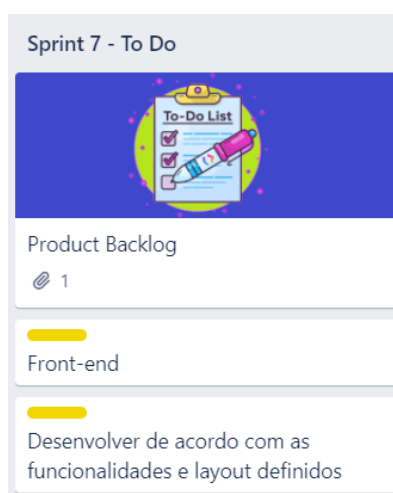 Sprint 7 - To Do
To-Do List
Product Backlog
1
Front-end
Desenvolver de acordo com as
funcionalidades e layout definidos